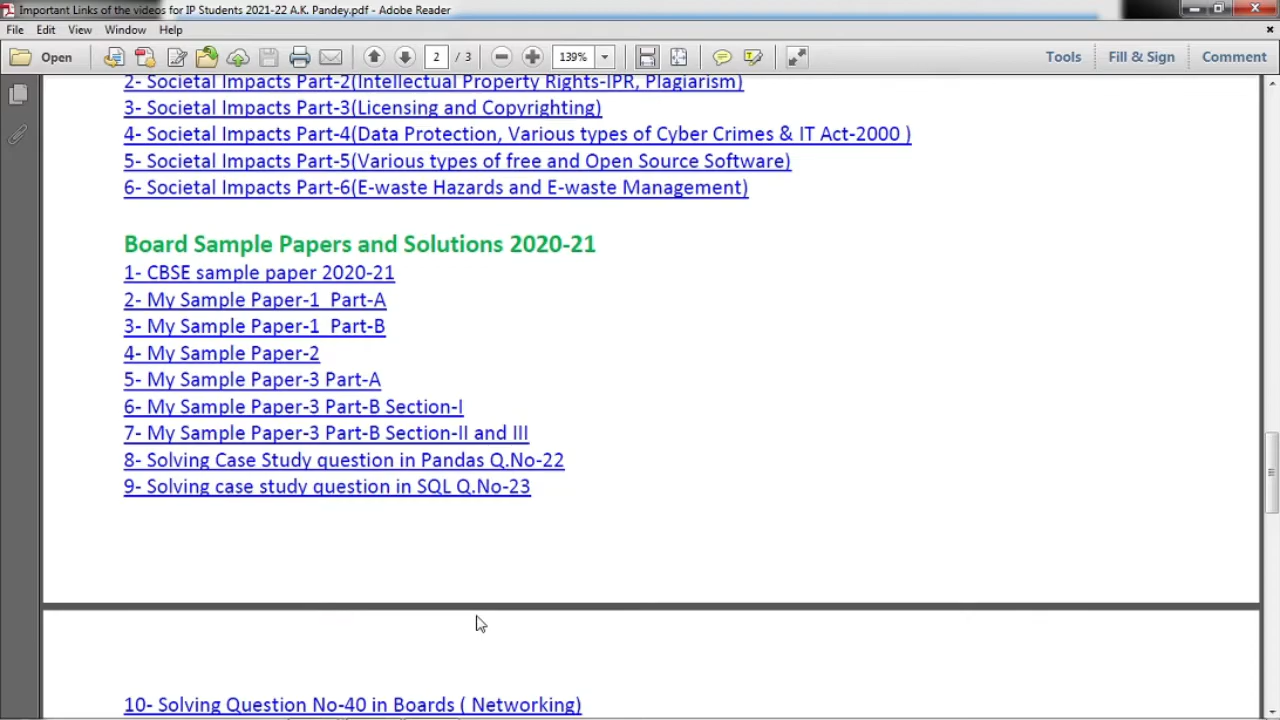 Important Links of the videos for IP Students 2021-22 A.K. Pandey.pdf - Adobe Reader
File Edit View Window Help
Open 2 / 3 139% Tools Fill & Sign Comment
2- Societal Impacts Part-2(Intellectual Property Rights-IPR, Plagiarism)
3- Societal Impacts Part-3(Licensing and Copyrighting)
4- Societal Impacts Part-4(Data Protection, Various types of Cyber Crimes & IT Act-2000 )
5- Societal Impacts Part-5(Various types of free and Open Source Software)
6- Societal Impacts Part-6(E-waste Hazards and E-waste Management)
Board Sample Papers and Solutions 2020-21
1- CBSE sample paper 2020-21
2- My Sample Paper-1  Part-A
3- My Sample Paper-1  Part-B
4- My Sample Paper-2
5- My Sample Paper-3 Part-A
6- My Sample Paper-3 Part-B Section-I
7- My Sample Paper-3 Part-B Section-II and III
8- Solving Case Study question in Pandas Q.No-22
9- Solving case study question in SQL Q.No-23
10- Solving Question No-40 in Boards ( Networking)